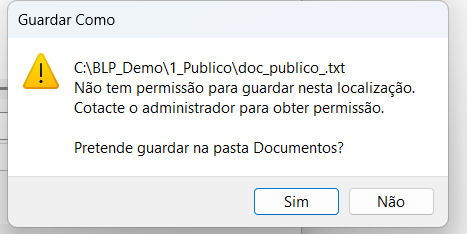 Guardar Como
C:\BLP_Demo\1_Publico\doc_publico_.txt
Não tem permissão para guardar nesta localização.
Cotacte o administrador para obter permissão.
Pretende guardar na pasta Documentos?
Sim
Não